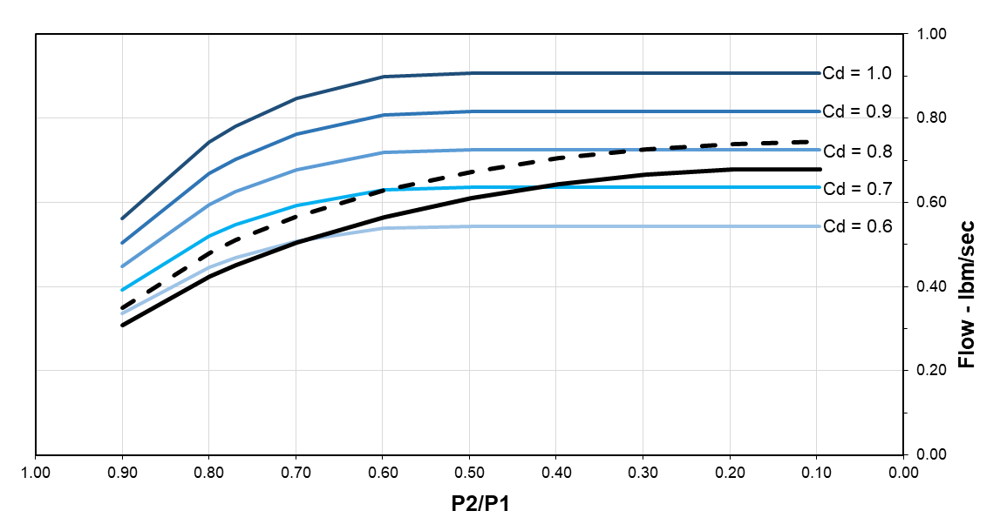 1.00
Cd = 1.0
Cd = 0.9
0.80
Cd = 0.8
Cd = 0.7
0.60
Cd = 0.6
0.40
0.20
0.00
Flow - lbm/sec
1.00 0.90 0.80 0.70 0.60 0.50 0.40 0.30 0.20 0.10 0.00
P2/P1